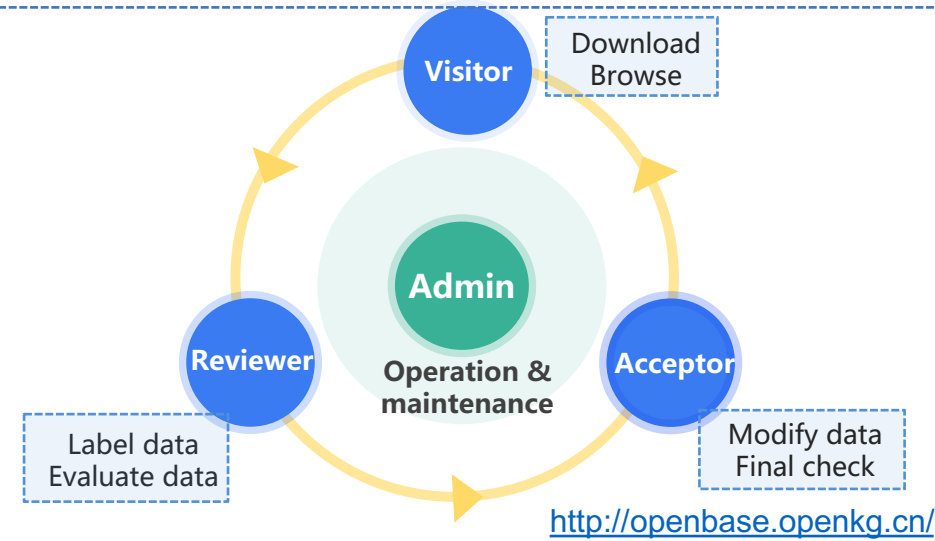 Visitor
Download
Browse
Admin
Operation &
maintenance
Reviewer
Label data
Evaluate data
Acceptor
Modify data
Final check
http://openbase.openkg.cn/